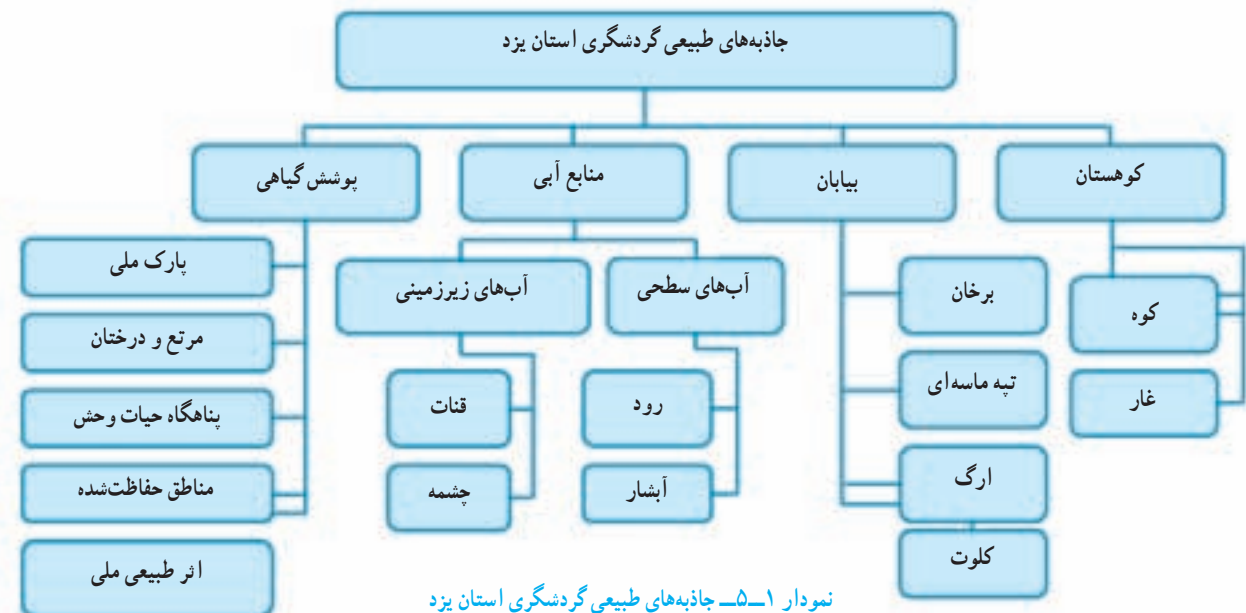 جاذبه‌های طبیعی گردشگری استان یزد
کوهستان
بیابان
منابع آبی
پوشش گیاهی
کوه
غار
برخان
تپه ماسه‌ای
ارگ
کلوت
آب‌های سطحی
رود
آبشار
آب‌های زیرزمینی
قنات
چشمه
پارک ملی
مرتع و درختان
پناهگاه حیات وحش
مناطق حفاظت‌شده
اثر طبیعی ملی
نمودار ۱ــ۵ــ جاذبه‌های طبیعی گردشگری استان یزد